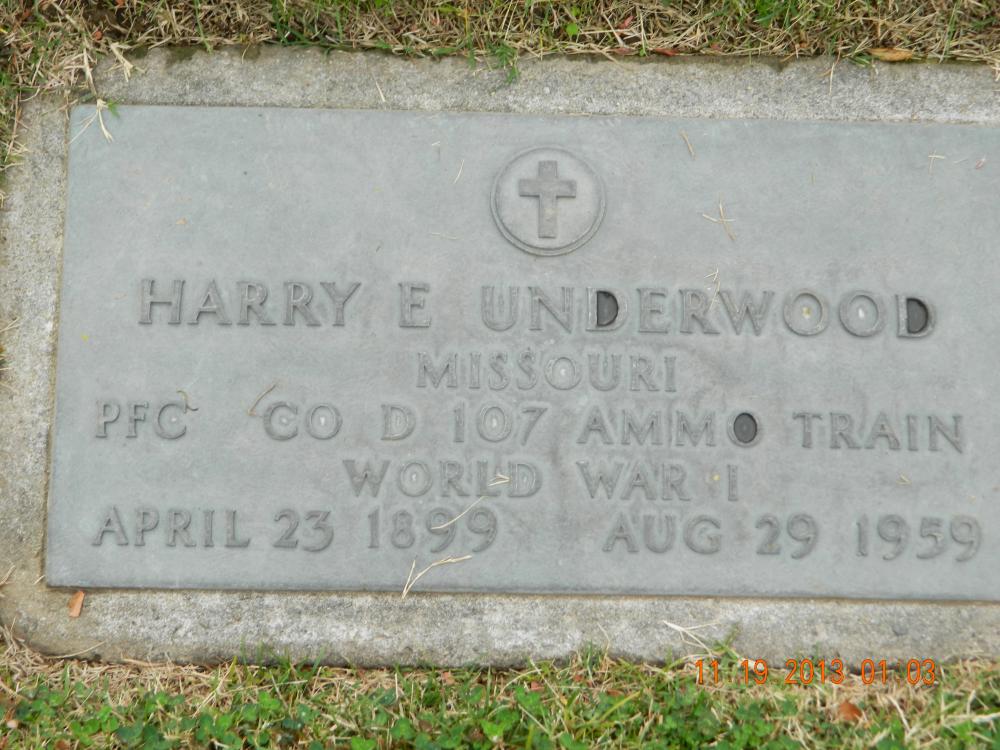 HARRY E UNDERWOOD
MISSOURI
PFC CO D 107 AMMO TRAIN
WORLD WAR I
APRIL 23 1899 AUG 29 1959
11 19 2013 01 03